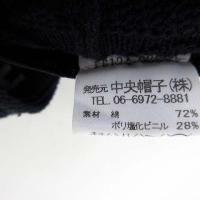 発売元 中央帽子(株)
TEL. 06-6972-8881
素材 綿 72%
ポリ塩化ビニル 28%